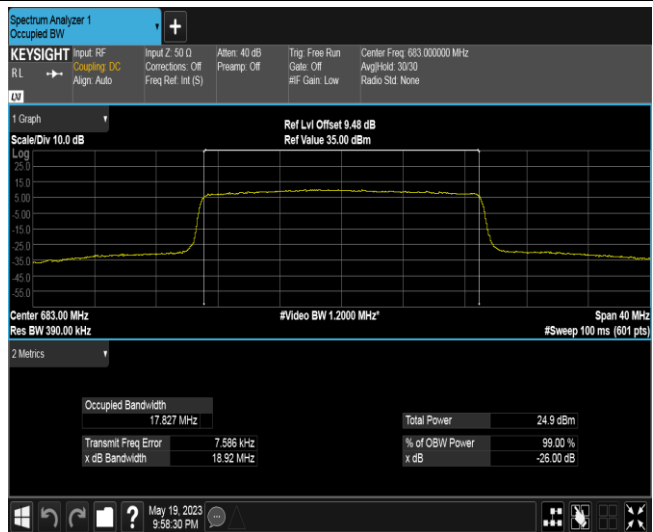 Spectrum Analyzer 1
Occupied BW
+
KEYSIGHT
RL
LXI
Input: RF
Coupling: DC
Align: Auto
Input Z: 50 Ω
Corrections: Off
Freq Ref: Int (S)
Atten: 40 dB
Preamp: Off
Trig: Free Run
Gate: Off
#IF Gain: Low
Center Freq: 683.000000 MHz
Avg|Hold: 30/30
Radio Std: None
1 Graph
Scale/Div 10.0 dB
Ref Lvl Offset 9.48 dB
Ref Value 35.00 dBm
Log
25.0
15.0
5.00
-5.00
-15.0
-25.0
-35.0
-45.0
-55.0
Center 683.00 MHz
#Video BW 1.2000 MHz*
Span 40 MHz
Res BW 390.00 kHz
#Sweep 100 ms (601 pts)
2 Metrics
Occupied Bandwidth
17.827 MHz
Total Power 24.9 dBm
Transmit Freq Error 7.586 kHz
% of OBW Power 99.00 %
x dB Bandwidth 18.92 MHz
x dB -26.00 dB
?
May 19, 2023
9:58:30 PM